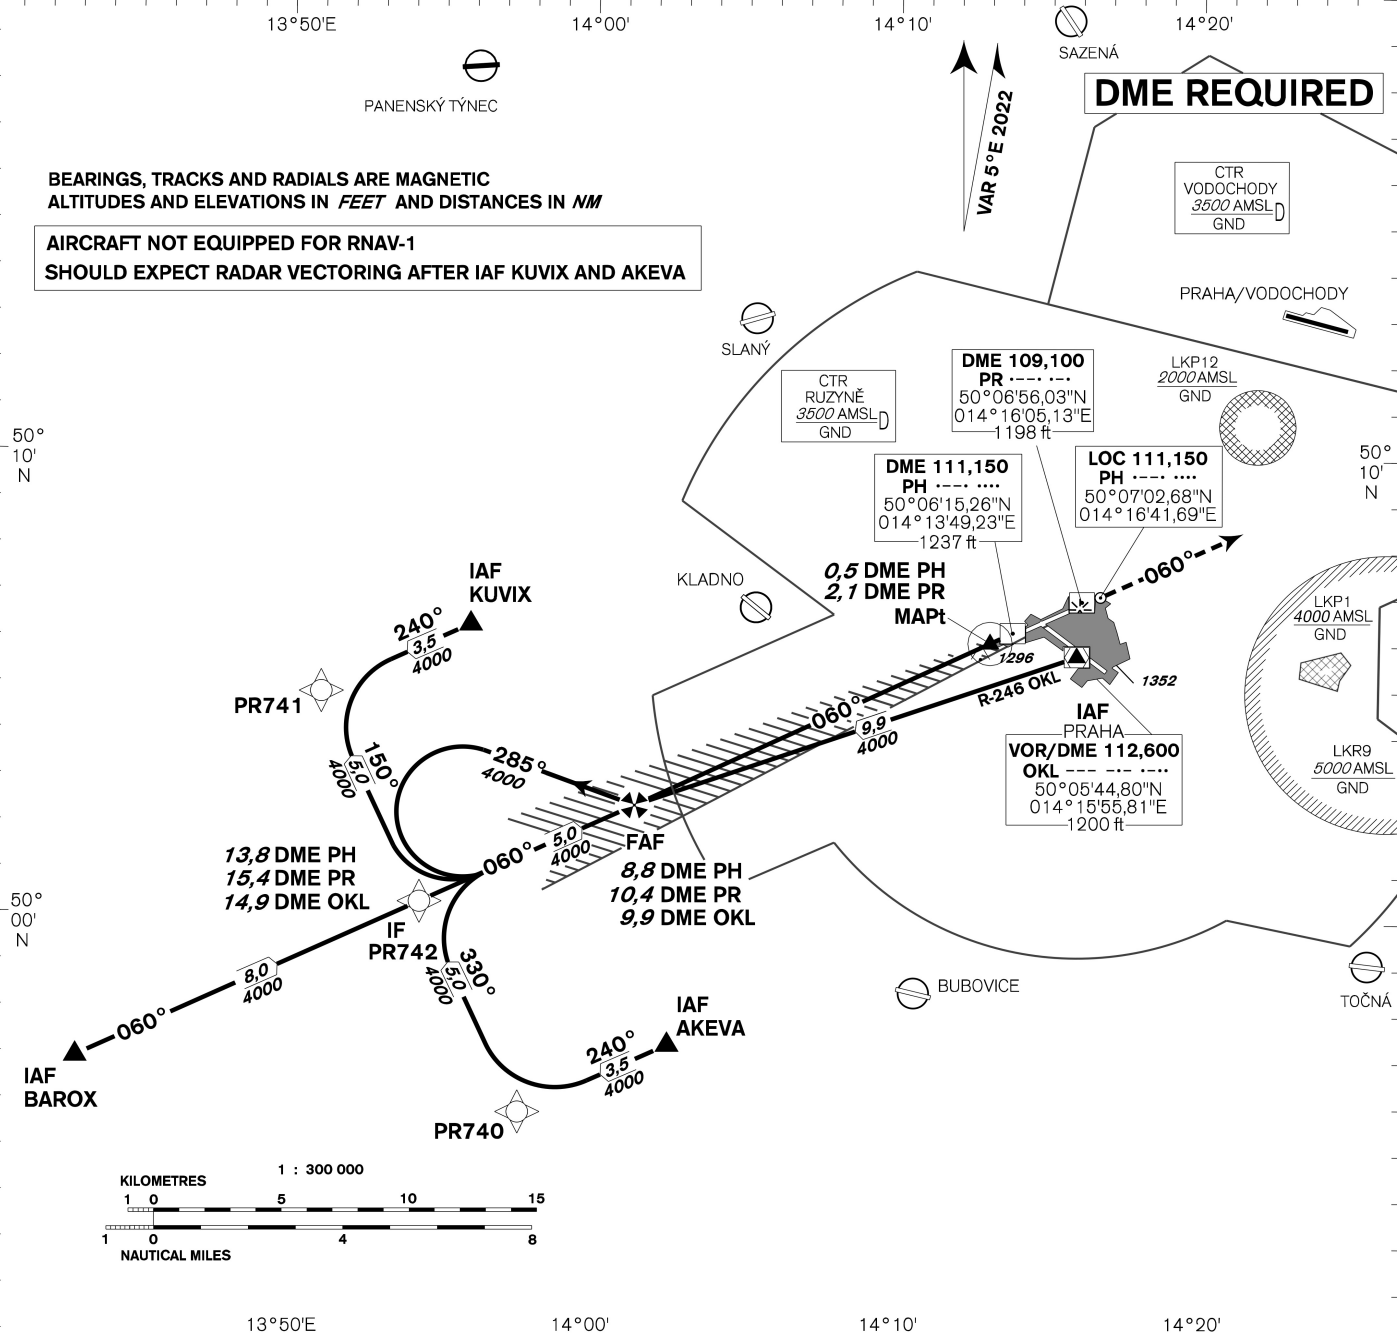 13°50'E
14°00'
14°10'
14°20'
SAZENÁ
DME REQUIRED
PANENSKÝ TÝNEC
VAR 5°E 2022
BEARINGS, TRACKS AND RADIALS ARE MAGNETIC
ALTITUDES AND ELEVATIONS IN FEET AND DISTANCES IN NM
CTR
VODOCHODY
3500 AMSL D
GND
AIRCRAFT NOT EQUIPPED FOR RNAV-1
SHOULD EXPECT RADAR VECTORING AFTER IAF KUVIX AND AKEVA
PRAHA/VODOCHODY
SLANÝ
DME 109,100
PR ·--· ·-·
50°06'56,03"N
014°16'05,13"E
1198 ft
LKP12
2000 AMSL
GND
CTR
RUZYNĚ
3500 AMSL D
GND
50°
10'
N
50°
10'
N
DME 111,150
PH ·--· ····
50°06'15,26"N
014°13'49,23"E
1237 ft
LOC 111,150
PH ·--· ····
50°07'02,68"N
014°16'41,69"E
060°
KLADNO
0,5 DME PH
2,1 DME PR
MAPt
IAF
KUVIX
240°
3,5
4000
LKP1
4000 AMSL
GND
1296
1352
R-246 OKL
PR741
060°
9,9
4000
IAF
PRAHA
VOR/DME 112,600
OKL --- -·- ·-··
50°05'44,80"N
014°15'55,81"E
1200 ft
LKR9
5000 AMSL
GND
150°
5,0
4000
285°
4000
060°
5,0
4000
FAF
8,8 DME PH
10,4 DME PR
9,9 DME OKL
13,8 DME PH
15,4 DME PR
14,9 DME OKL
50°
00'
N
IF
PR742
330°
5,0
4000
8,0
4000
060°
IAF
BAROX
IAF
AKEVA
240°
3,5
4000
PR740
BUBOVICE
TOČNÁ
1 : 300 000
KILOMETRES
1 0 5 10 15
1 0 4 8
NAUTICAL MILES
13°50'E
14°00'
14°10'
14°20'